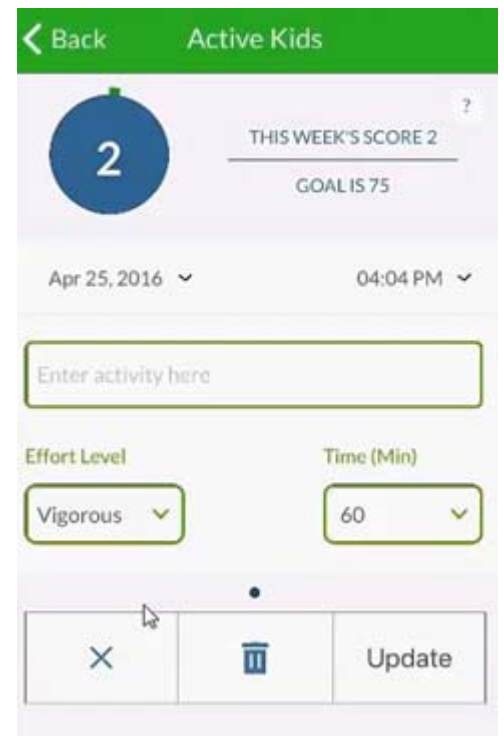 Back Active Kids
?
2
THIS WEEK'S SCORE 2
GOAL IS 75
Apr 25, 2016 04:04 PM
Enter activity here
Effort Level Time (Min)
Vigorous 60
Update